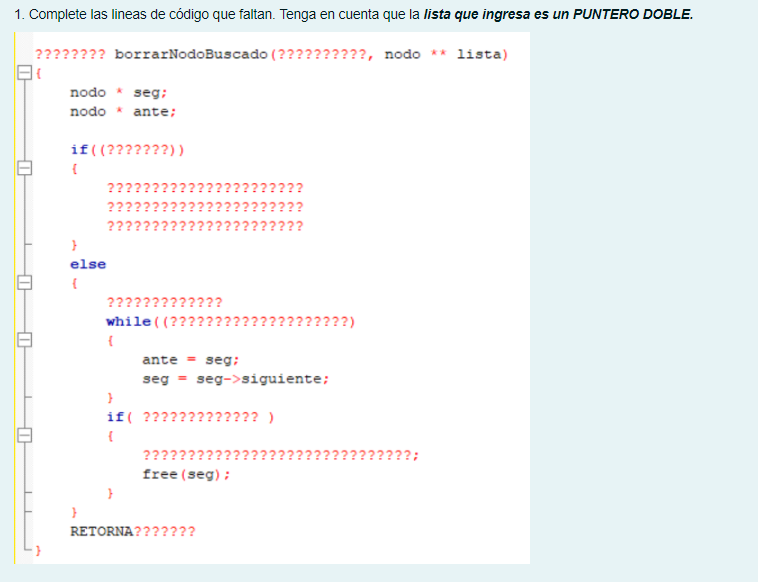 1. Complete las lineas de código que faltan. Tenga en cuenta que la lista que ingresa es un PUNTERO DOBLE.
???????? borrarNodoBuscado(??????????, nodo ** lista)
{
nodo * seg;
nodo * ante;
if((???????))
{
??????????????????????
??????????????????????
??????????????????????
}
else
{
?????????????
while((????????????????????)
{
ante = seg;
seg = seg->siguiente;
}
if( ????????????? )
{
??????????????????????????????;
free(seg);
}
}
RETORNA???????
}